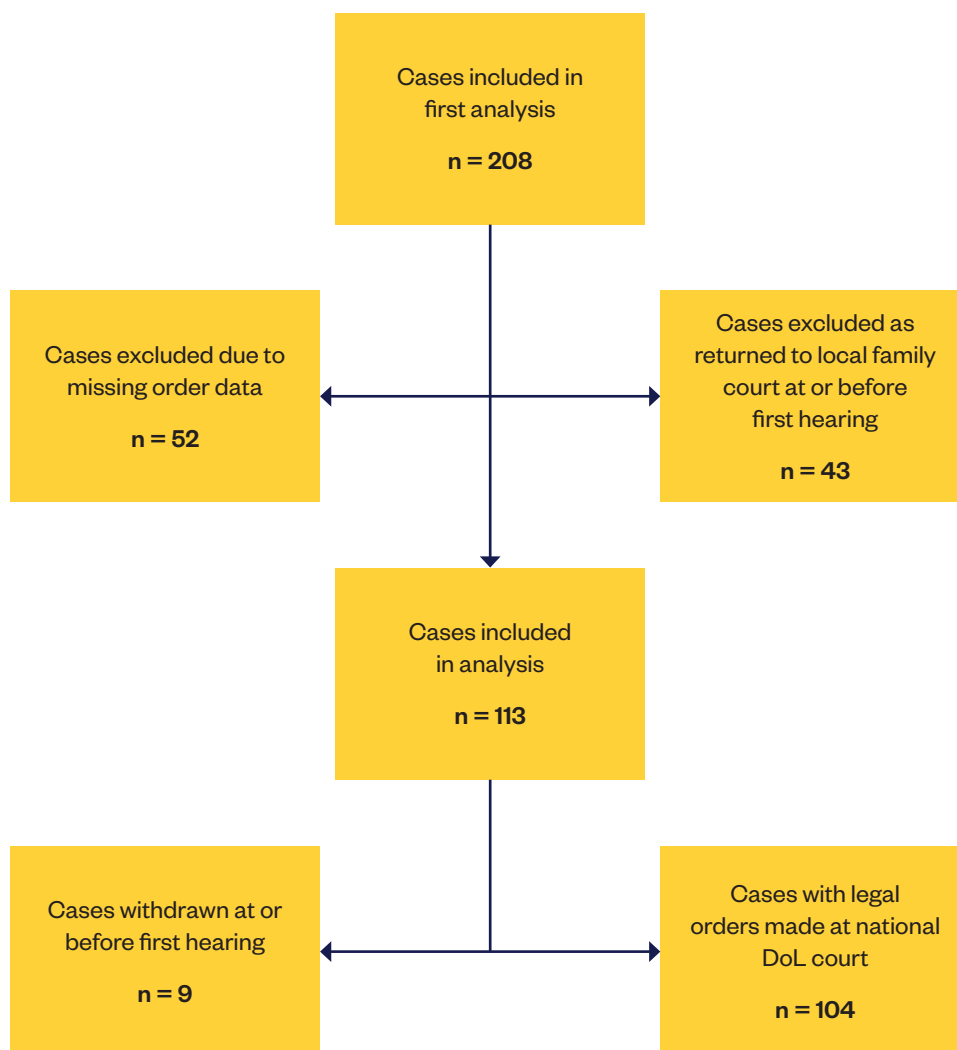 Cases included in
first analysis
n = 208
Cases excluded due to
missing order data
n = 52
Cases excluded as
returned to local family
court at or before
first hearing
n = 43
Cases included
in analysis
n = 113
Cases withdrawn at or
before first hearing
n = 9
Cases with legal
orders made at national
DoL court
n = 104